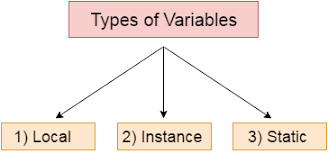 Types of Variables
1) Local
2) Instance
3) Static